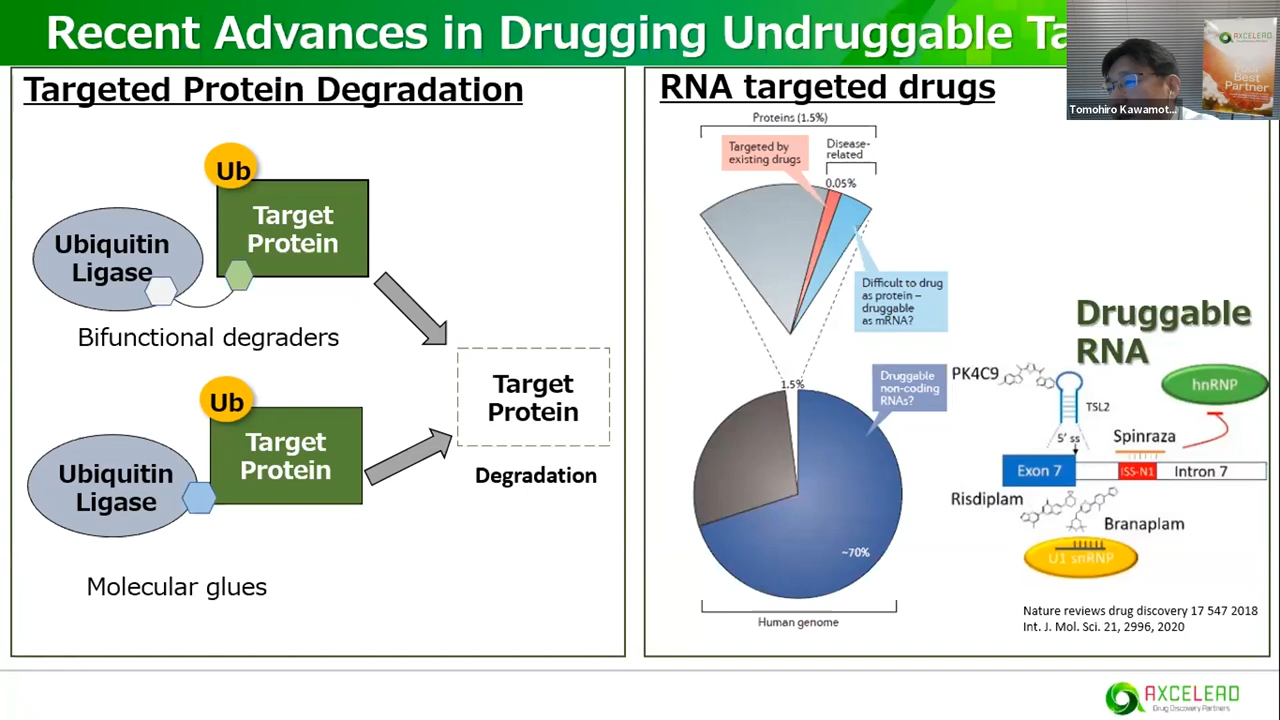 Recent Advances in Drugging Undruggable Ta
AXCELEAD
Your
Best
Partner
Tomohiro Kawamot...
Targeted Protein Degradation
Ub
Target
Protein
Ubiquitin
Ligase
Bifunctional degraders
Ub
Target
Protein
Ubiquitin
Ligase
Molecular glues
Target
Protein
Degradation
RNA targeted drugs
Proteins (1.5%)
Targeted by
existing drugs
Disease-
related
0.05%
Difficult to drug
as protein –
druggable
as mRNA?
1.5%
Druggable
non-coding
RNAs?
~70%
Human genome
Druggable
RNA
PK4C9
TSL2
hnRNP
5' ss
Spinraza
Exon 7
ISS-N1
Intron 7
Risdiplam
Branaplam
U1 snRNP
Nature reviews drug discovery 17 547 2018
Int. J. Mol. Sci. 21, 2996, 2020
AXCELEAD
Drug Discovery Partners